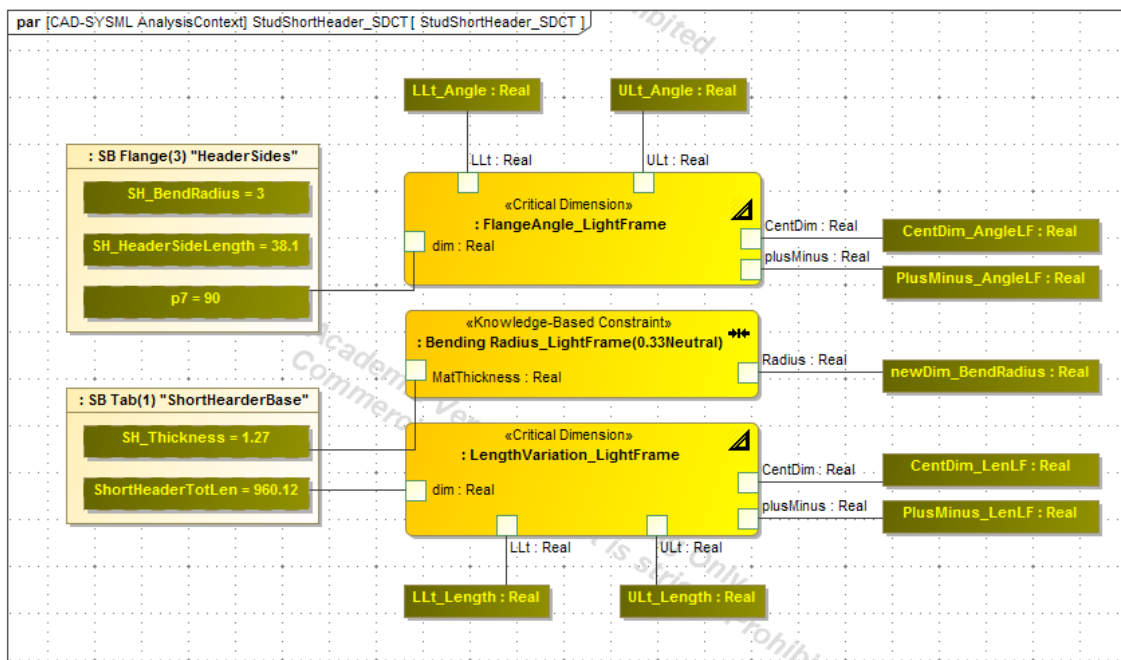 par [CAD-SYSML AnalysisContext] StudShortHeader_SDCT [ StudShortHeader_SDCT ]
LLt_Angle : Real
ULt_Angle : Real
LLt : Real
ULt : Real
: SB Flange(3) "HeaderSides"
SH_BendRadius = 3
SH_HeaderSideLength = 38.1
p7 = 90
«Critical Dimension»
: FlangeAngle_LightFrame
dim : Real
CentDim : Real
plusMinus : Real
CentDim_AngleLF : Real
PlusMinus_AngleLF : Real
«Knowledge-Based Constraint»
: Bending Radius_LightFrame(0.33Neutral)
MatThickness : Real
Radius : Real
newDim_BendRadius : Real
: SB Tab(1) "ShortHearderBase"
SH_Thickness = 1.27
ShortHeaderTotLen = 960.12
«Critical Dimension»
: LengthVariation_LightFrame
dim : Real
CentDim : Real
plusMinus : Real
CentDim_LenLF : Real
PlusMinus_LenLF : Real
LLt : Real
ULt : Real
LLt_Length : Real
ULt_Length : Real